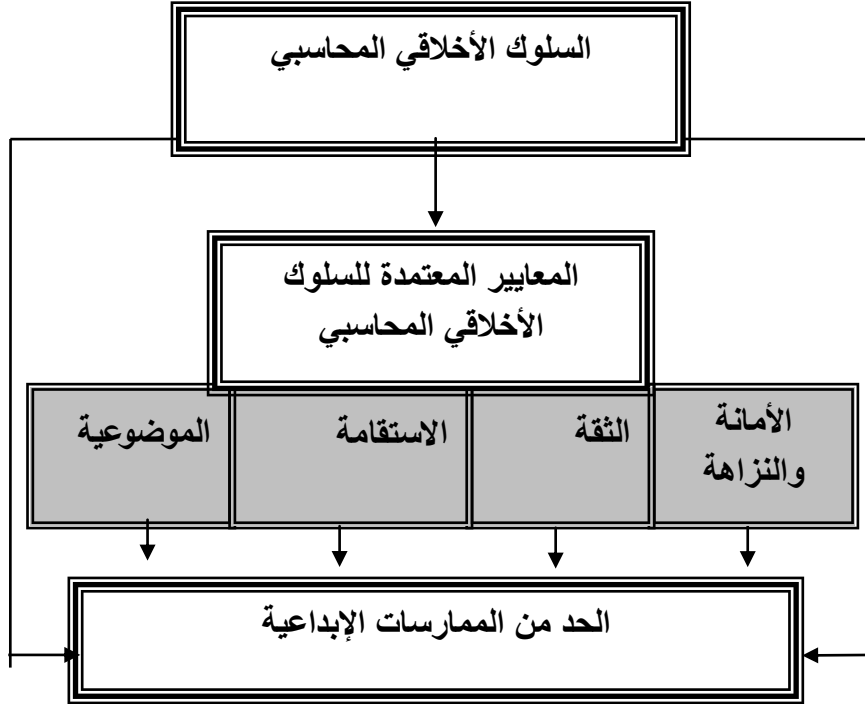 السلوك الأخلاقي المحاسبي
المعايير المعتمدة للسلوك
الأخلاقي المحاسبي
الأمانة
والنزاهة
الثقة
الاستقامة
الموضوعية
الحد من الممارسات الإبداعية